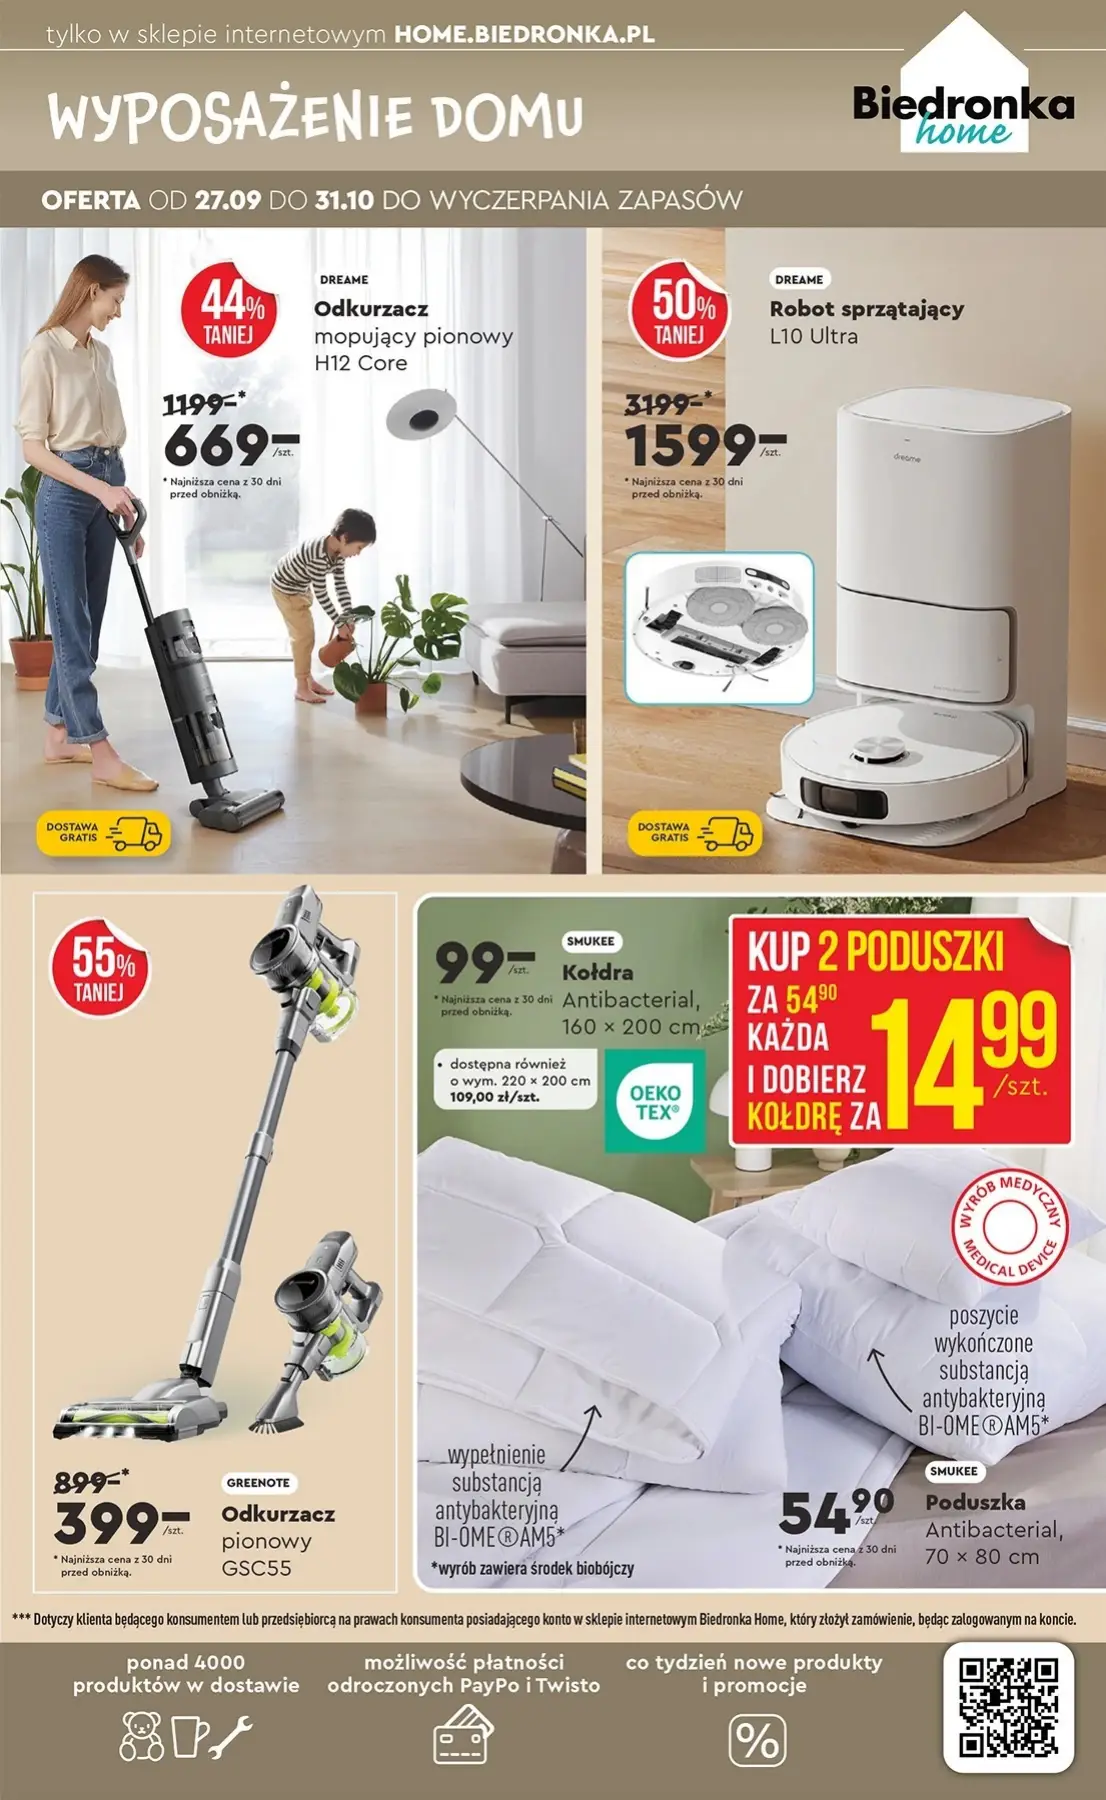 tylko w sklepie internetowym HOME.BIEDRONKA.PL
WYPOSAŻENIE DOMU
Biedronka
home
OFERTA OD 27.09 DO 31.10 DO WYCZERPANIA ZAPASÓW
44%
TANIEJ
DREAME
Odkurzacz
mopujący pionowy
H12 Core
1199-*
669-
/szt.
* Najniższa cena z 30 dni
przed obniżką.
DOSTAWA
GRATIS
50%
TANIEJ
DREAME
Robot sprzątający
L10 Ultra
3199-*
1599-
/szt.
* Najniższa cena z 30 dni
przed obniżką.
dreame
DOSTAWA
GRATIS
55%
TANIEJ
899-*
399-
/szt.
* Najniższa cena z 30 dni
przed obniżką.
GREENOTE
Odkurzacz
pionowy
GSC55
99-
/szt.
* Najniższa cena z 30 dni
przed obniżką.
SMUKEE
Kołdra
Antibacterial,
160 × 200 cm
• dostępna również
o wym. 220 × 200 cm
109,00 zł/szt.
OEKO
TEX®
KUP 2 PODUSZKI
ZA 54 90
KAŻDA
I DOBIERZ
KOŁDRĘ ZA
14 99
/szt.
WYRÓB MEDYCZNY
MEDICAL DEVICE
poszycie
wykończone
substancją
antybakteryjną
BI-OME®AM5*
wypełnienie
substancją
antybakteryjną
BI-OME®AM5*
*wyrób zawiera środek biobójczy
54 90
/szt.
* Najniższa cena z 30 dni
przed obniżką.
SMUKEE
Poduszka
Antibacterial,
70 × 80 cm
*** Dotyczy klienta będącego konsumentem lub przedsiębiorcą na prawach konsumenta posiadającego konto w sklepie internetowym Biedronka Home, który złożył zamówienie, będąc zalogowanym na koncie.
ponad 4000
produktów w dostawie
możliwość płatności
odroczonych PayPo i Twisto
co tydzień nowe produkty
i promocje
%